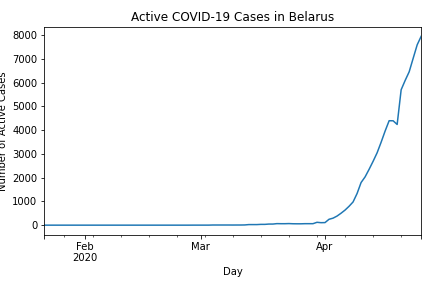 Active COVID-19 Cases in Belarus
8000
7000
6000
5000
4000
3000
2000
1000
0
Number of Active Cases
Feb
2020
Mar
Apr
Day